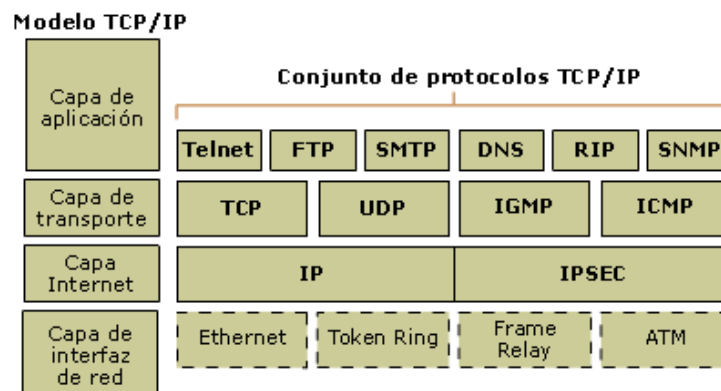 Modelo TCP/IP
Conjunto de protocolos TCP/IP
Capa de
aplicación
Telnet FTP SMTP DNS RIP SNMP
Capa de
transporte
TCP UDP IGMP ICMP
Capa
Internet
IP IPSEC
Capa de
interfaz
de red
Ethernet Token Ring Frame
Relay ATM